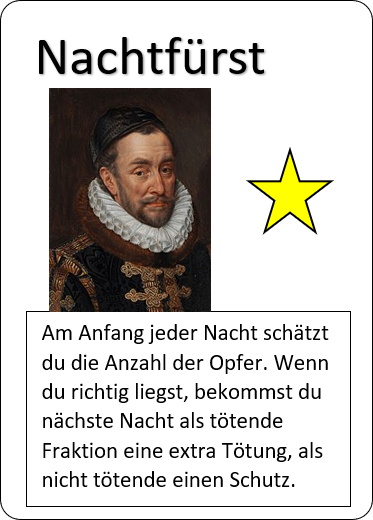 Nachtfürst
Am Anfang jeder Nacht schätzt
du die Anzahl der Opfer. Wenn
du richtig liegst, bekommst du
nächste Nacht als tötende
Fraktion eine extra Tötung, als
nicht tötende einen Schutz.